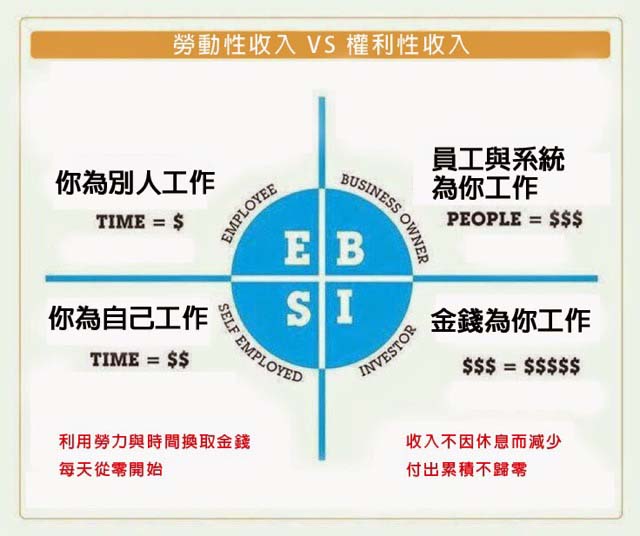 勞動性收入 VS 權利性收入
你為別人工作
TIME = $
EMPLOYEE
BUSINESS OWNER
員工與系統
為你工作
PEOPLE = $$$
E B
S I
你為自己工作
TIME = $$
SELF EMPLOYED
INVESTOR
金錢為你工作
$$$ = $$$$$
利用勞力與時間換取金錢
每天從零開始
收入不因休息而減少
付出累積不歸零